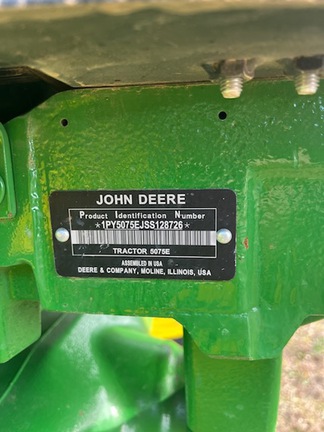 JOHN DEERE
Product Identification Number
*1PY5075EJSS128726*
TRACTOR 5075E
ASSEMBLED IN USA
DEERE & COMPANY, MOLINE, ILLINOIS, USA